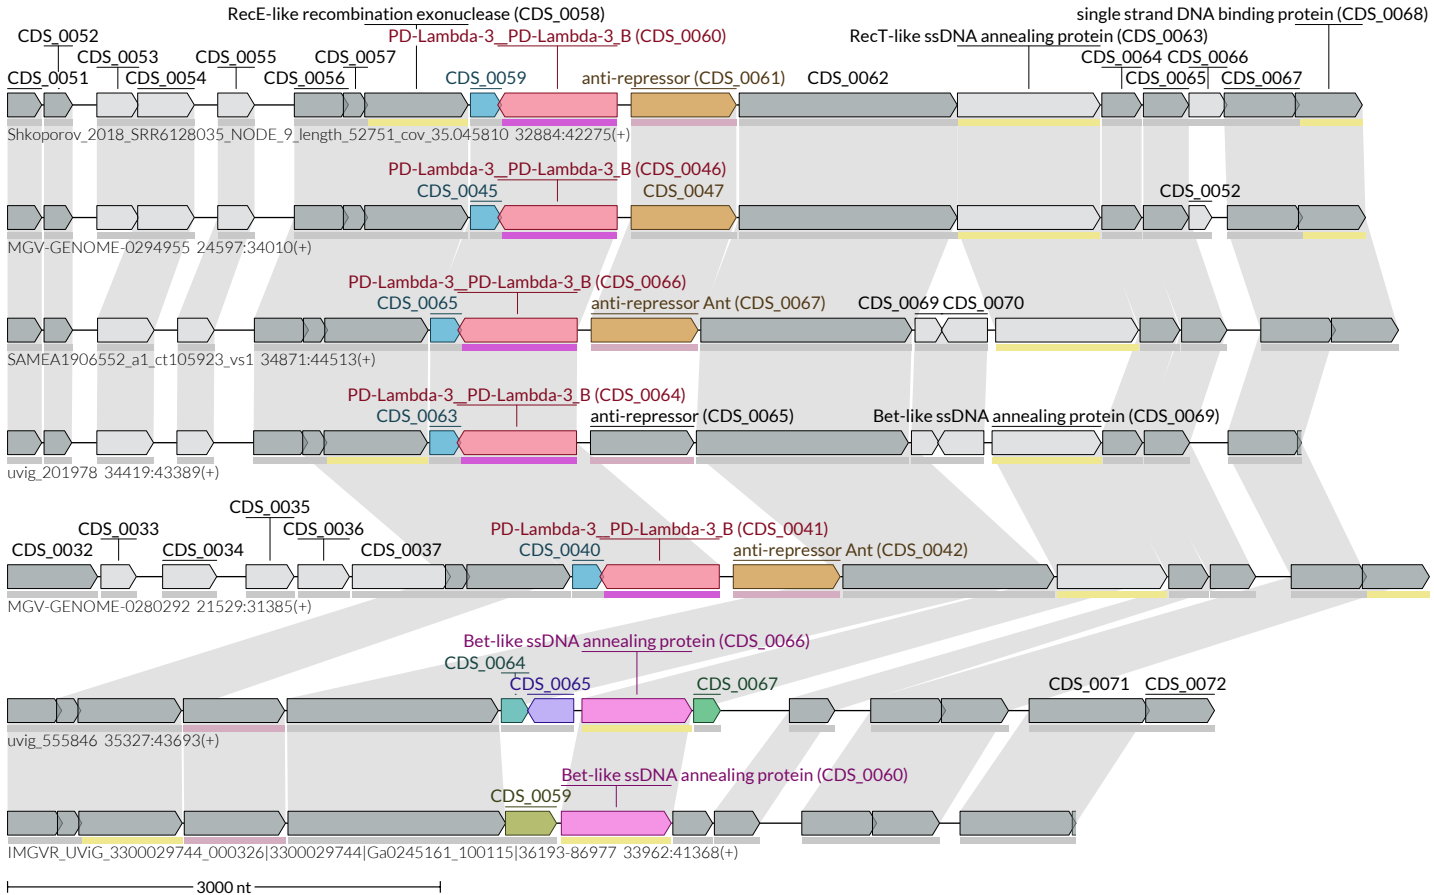 RecE-like recombination exonuclease (CDS_0058) single strand DNA binding protein (CDS_0068)
CDS_0052 PD-Lambda-3__PD-Lambda-3_B (CDS_0060) RecT-like ssDNA annealing protein (CDS_0063)
CDS_0053 CDS_0055 CDS_0057 CDS_0064 CDS_0066
CDS_0051 CDS_0054 CDS_0056 CDS_0059 anti-repressor (CDS_0061) CDS_0062 CDS_0065 CDS_0067
Shkoporov_2018_SRR6128035_NODE_9_length_52751_cov_35.045810 32884:42275(+)
PD-Lambda-3__PD-Lambda-3_B (CDS_0046)
CDS_0045 CDS_0047 CDS_0052
MGV-GENOME-0294955 24597:34010(+)
PD-Lambda-3__PD-Lambda-3_B (CDS_0066)
CDS_0065 anti-repressor Ant (CDS_0067) CDS_0069 CDS_0070
SAMEA1906552_a1_ct105923_vs1 34871:44513(+)
PD-Lambda-3__PD-Lambda-3_B (CDS_0064)
CDS_0063 anti-repressor (CDS_0065) Bet-like ssDNA annealing protein (CDS_0069)
uvig_201978 34419:43389(+)
CDS_0035
CDS_0033 CDS_0036 PD-Lambda-3__PD-Lambda-3_B (CDS_0041)
CDS_0032 CDS_0034 CDS_0037 CDS_0040 anti-repressor Ant (CDS_0042)
MGV-GENOME-0280292 21529:31385(+)
Bet-like ssDNA annealing protein (CDS_0066)
CDS_0064
CDS_0065 CDS_0067 CDS_0071 CDS_0072
uvig_555846 35327:43693(+)
Bet-like ssDNA annealing protein (CDS_0060)
CDS_0059
IMGVR_UViG_3300029744_000326|3300029744|Ga0245161_100115|36193-86977 33962:41368(+)
3000 nt